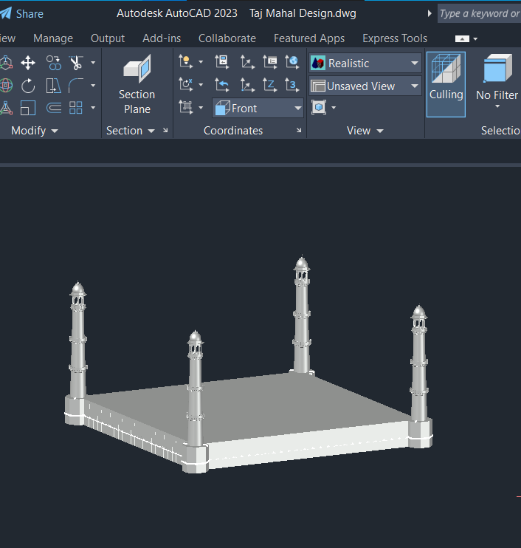 Share Autodesk AutoCAD 2023 Taj Mahal Design.dwg Type a keyword or
iew Manage Output Add-ins Collaborate Featured Apps Express Tools
Realistic
Section Plane
Unsaved View
Culling No Filter
Front
Modify Section Coordinates View Selectio